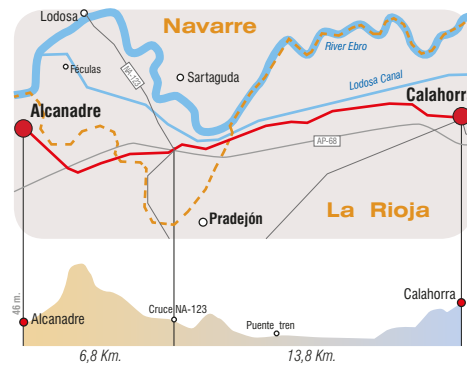 Navarre
Lodosa
River Ebro
Féculas
NA-123
Sartaguda
Lodosa Canal
Calahorr
Alcanadre
AP-68
La Rioja
Pradejón
46 m.
Calahorra
Alcanadre
Cruce NA-123
Puente tren
6,8 Km.
13,8 Km.